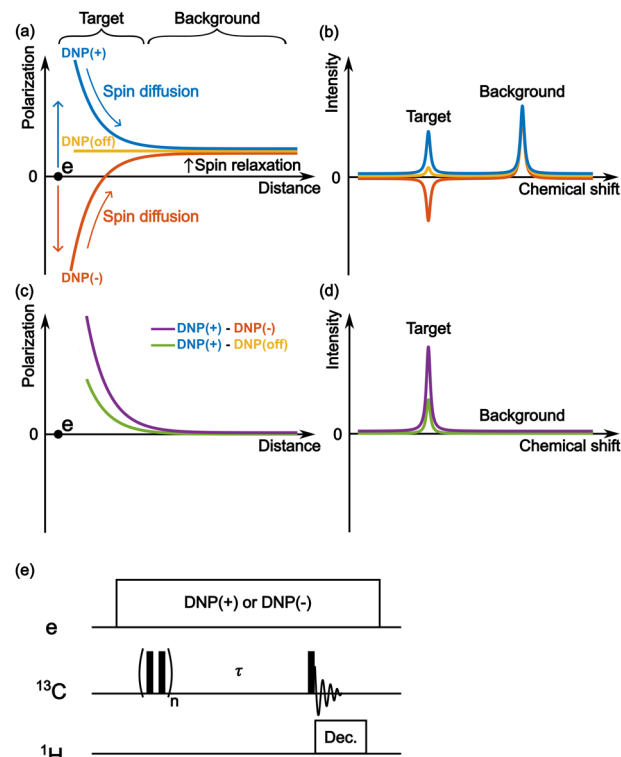 Target Background
(a)
DNP(+)
Polarization
Spin diffusion
DNP(off)
e
↑Spin relaxation
0
Distance
Spin diffusion
DNP(-)
(b)
Intensity
Background
Target
0
Chemical shift
(c)
Polarization
DNP(+) - DNP(-)
DNP(+) - DNP(off)
e
0
Distance
(d)
Intensity
Target
Background
0
Chemical shift
(e)
DNP(+) or DNP(-)
e
τ
¹³C
n
Dec.
¹H